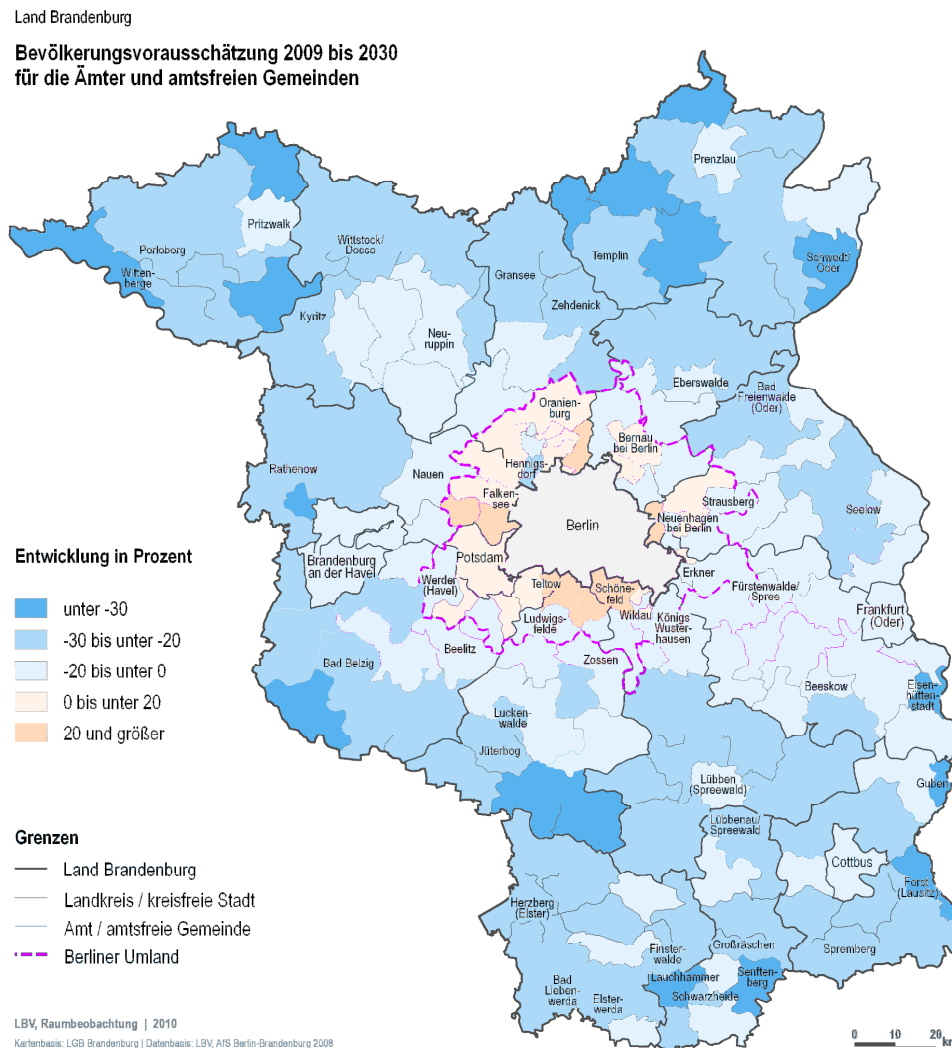 Land Brandenburg
Bevölkerungsvorausschätzung 2009 bis 2030
für die Ämter und amtsfreien Gemeinden
Prenzlau
Pritzwalk
Wittstock/
Dosse
Porloborg
Templin
Schwedt/
Oder
Gransee
Witten-
berge
Zehdenick
Kyritz
Neu-
ruppin
Eberswalde
Bad
Freienwalde
(Oder)
Oranien-
burg
Bernau
bei Berlin
Rathenow
Nauen
Hennigs-
dorf
Falken-
see
Strausberg
Seelow
Neuenhagen
bei Berlin
Berlin
Brandenburg
an der Havel
Potsdam
Erkner
Werder
(Havel)
Teltow
Schöne-
feld
Fürstenwalde/
Spree
Frankfurt
(Oder)
Ludwigs-
felde
Wildau
Königs
Wuster-
hausen
Beelitz
Bad Belzig
Zossen
Beeskow
Eisen-
hütten-
stadt
Lucken-
walde
Jüterbog
Lübben
(Spreewald)
Guben
Lübbenau/
Spreewald
Cottbus
Forst
(Lausitz)
Herzberg
(Elster)
Finster-
walde
Großräschen
Spremberg
Lauchhammer
Senften-
berg
Bad
Lieben-
werda
Elster-
werda
Schwarzheide
Entwicklung in Prozent
unter -30
-30 bis unter -20
-20 bis unter 0
0 bis unter 20
20 und größer
Grenzen
Land Brandenburg
Landkreis / kreisfreie Stadt
Amt / amtsfreie Gemeinde
Berliner Umland
LBV, Raumbeobachtung | 2010
Kartenbasis: LGB Brandenburg | Datenbasis: LBV, AfS Berlin-Brandenburg 2008
0 10 20